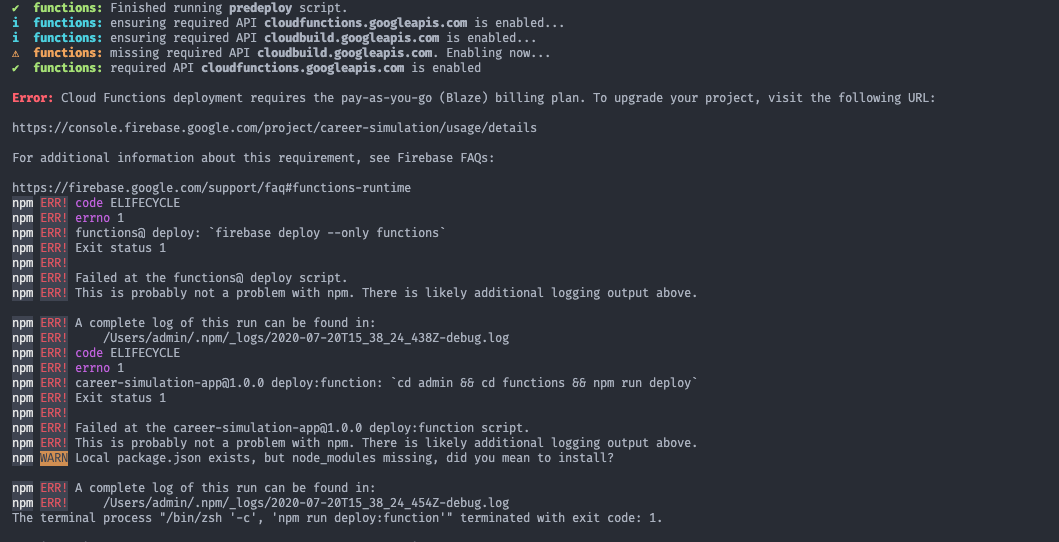 ✔ functions: Finished running predeploy script.
i functions: ensuring required API cloudfunctions.googleapis.com is enabled...
i functions: ensuring required API cloudbuild.googleapis.com is enabled...
⚠ functions: missing required API cloudbuild.googleapis.com. Enabling now...
✔ functions: required API cloudfunctions.googleapis.com is enabled
Error: Cloud Functions deployment requires the pay-as-you-go (Blaze) billing plan. To upgrade your project, visit the following URL:
https://console.firebase.google.com/project/career-simulation/usage/details
For additional information about this requirement, see Firebase FAQs:
https://firebase.google.com/support/faq#functions-runtime
npm ERR! code ELIFECYCLE
npm ERR! errno 1
npm ERR! functions@ deploy: `firebase deploy --only functions`
npm ERR! Exit status 1
npm ERR!
npm ERR! Failed at the functions@ deploy script.
npm ERR! This is probably not a problem with npm. There is likely additional logging output above.
npm ERR! A complete log of this run can be found in:
npm ERR! /Users/admin/.npm/_logs/2020-07-20T15_38_24_438Z-debug.log
npm ERR! code ELIFECYCLE
npm ERR! errno 1
npm ERR! career-simulation-app@1.0.0 deploy:function: `cd admin && cd functions && npm run deploy`
npm ERR! Exit status 1
npm ERR!
npm ERR! Failed at the career-simulation-app@1.0.0 deploy:function script.
npm ERR! This is probably not a problem with npm. There is likely additional logging output above.
npm WARN Local package.json exists, but node_modules missing, did you mean to install?
npm ERR! A complete log of this run can be found in:
npm ERR! /Users/admin/.npm/_logs/2020-07-20T15_38_24_454Z-debug.log
The terminal process "/bin/zsh '-c', 'npm run deploy:function'" terminated with exit code: 1.